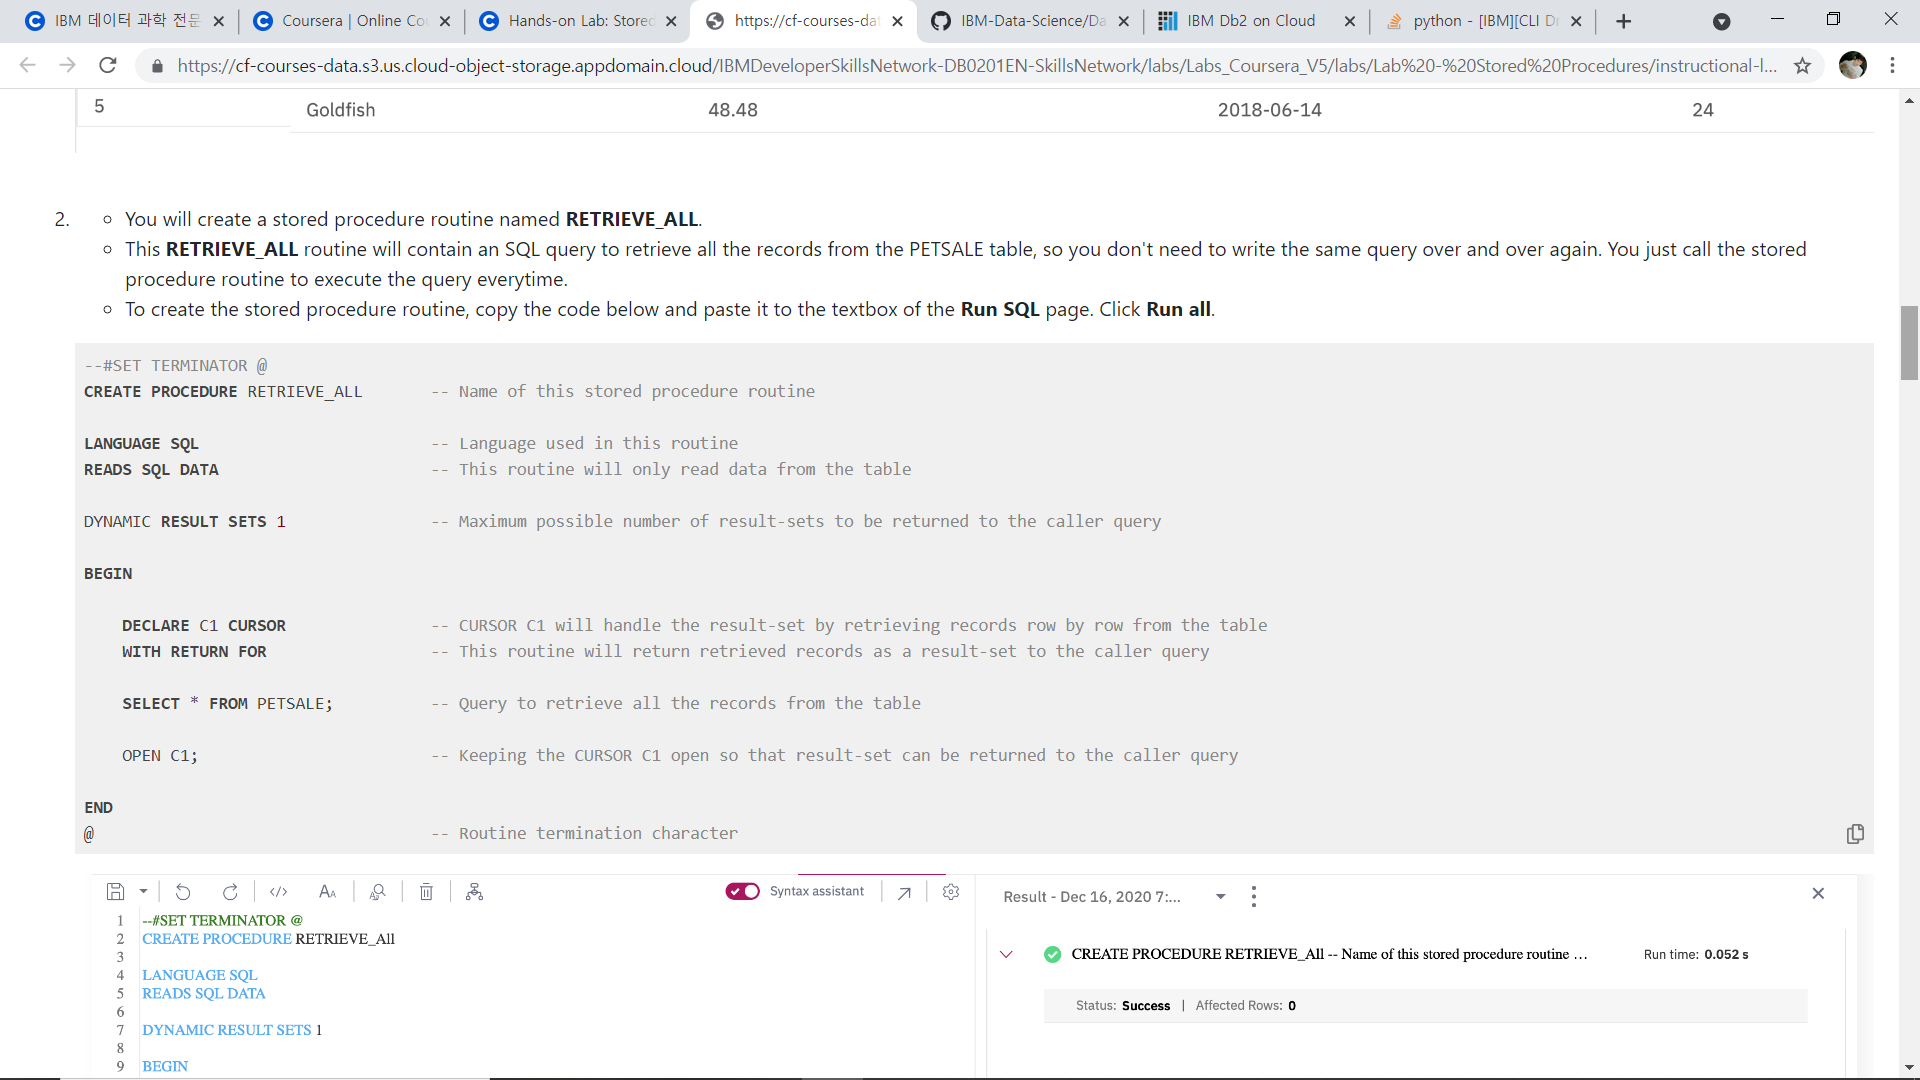 IBM 데이터 과학 전문
Coursera | Online Co
Hands-on Lab: Stored
https://cf-courses-dat
IBM-Data-Science/Da
IBM Db2 on Cloud
python - [IBM][CLI Dr
https://cf-courses-data.s3.us.cloud-object-storage.appdomain.cloud/IBMDeveloperSkillsNetwork-DB0201EN-SkillsNetwork/labs/Labs_Coursera_V5/labs/Lab%20-%20Stored%20Procedures/instructional-l...
5 Goldfish 48.48 2018-06-14 24
2. ○ You will create a stored procedure routine named RETRIEVE_ALL.
○ This RETRIEVE_ALL routine will contain an SQL query to retrieve all the records from the PETSALE table, so you don't need to write the same query over and over again. You just call the stored
procedure routine to execute the query everytime.
○ To create the stored procedure routine, copy the code below and paste it to the textbox of the Run SQL page. Click Run all.
--#SET TERMINATOR @
CREATE PROCEDURE RETRIEVE_ALL -- Name of this stored procedure routine
LANGUAGE SQL -- Language used in this routine
READS SQL DATA -- This routine will only read data from the table
DYNAMIC RESULT SETS 1 -- Maximum possible number of result-sets to be returned to the caller query
BEGIN
DECLARE C1 CURSOR -- CURSOR C1 will handle the result-set by retrieving records row by row from the table
WITH RETURN FOR -- This routine will return retrieved records as a result-set to the caller query
SELECT * FROM PETSALE; -- Query to retrieve all the records from the table
OPEN C1; -- Keeping the CURSOR C1 open so that result-set can be returned to the caller query
END
@ -- Routine termination character
Syntax assistant
1 --#SET TERMINATOR @
2 CREATE PROCEDURE RETRIEVE_All
3
4 LANGUAGE SQL
5 READS SQL DATA
6
7 DYNAMIC RESULT SETS 1
8
9 BEGIN
Result - Dec 16, 2020 7:...
CREATE PROCEDURE RETRIEVE_All -- Name of this stored procedure routine ... Run time: 0.052 s
Status: Success | Affected Rows: 0